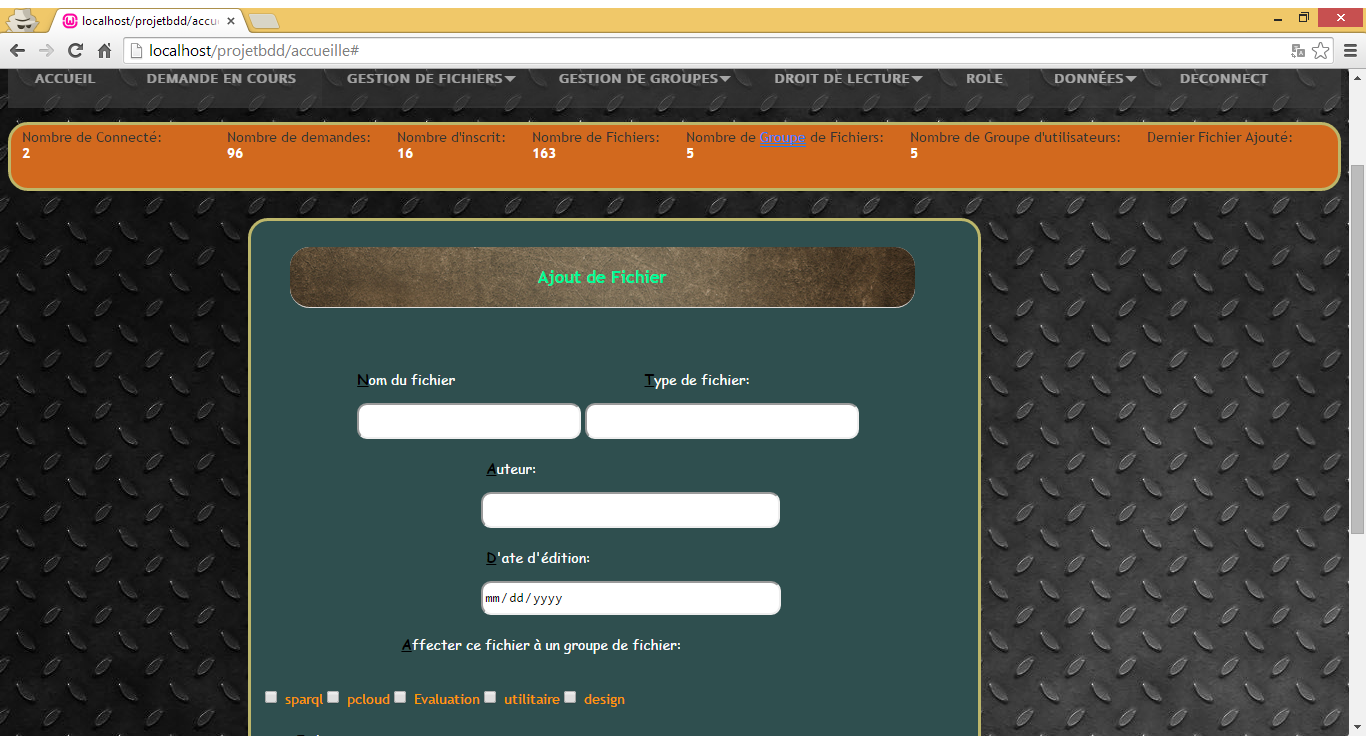 localhost/projetbdd/accu
localhost/projetbdd/accueille#
ACCUEIL DEMANDE EN COURS GESTION DE FICHIERS GESTION DE GROUPES DROIT DE LECTURE ROLE DONNÉES DECONNECT
Nombre de Connecté: Nombre de demandes: Nombre d'inscrit: Nombre de Fichiers: Nombre de Groupe de Fichiers: Nombre de Groupe d'utilisateurs: Dernier Fichier Ajouté:
2 96 16 163 5 5
Ajout de Fichier
Nom du fichier Type de fichier:
Auteur:
D'ate d'édition:
mm/dd/yyyy
Affecter ce fichier à un groupe de fichier:
sparql pcloud Evaluation utilitaire design